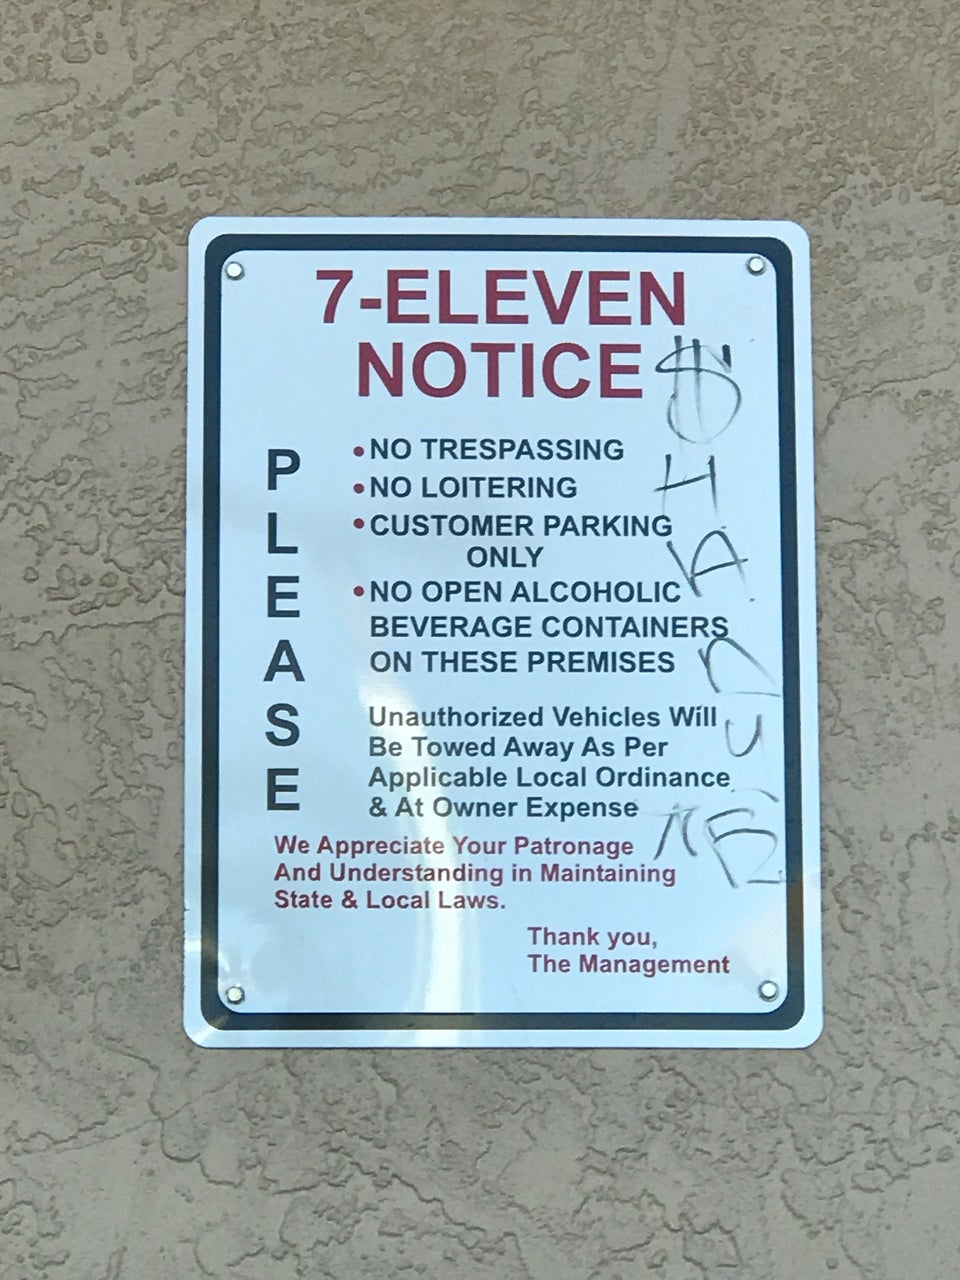 7-ELEVEN
NOTICE
PLEASE
•NO TRESPASSING
•NO LOITERING
•CUSTOMER PARKING
ONLY
•NO OPEN ALCOHOLIC
BEVERAGE CONTAINERS
ON THESE PREMISES
Unauthorized Vehicles Will
Be Towed Away As Per
Applicable Local Ordinance
& At Owner Expense
We Appreciate Your Patronage
And Understanding in Maintaining
State & Local Laws.
Thank you,
The Management